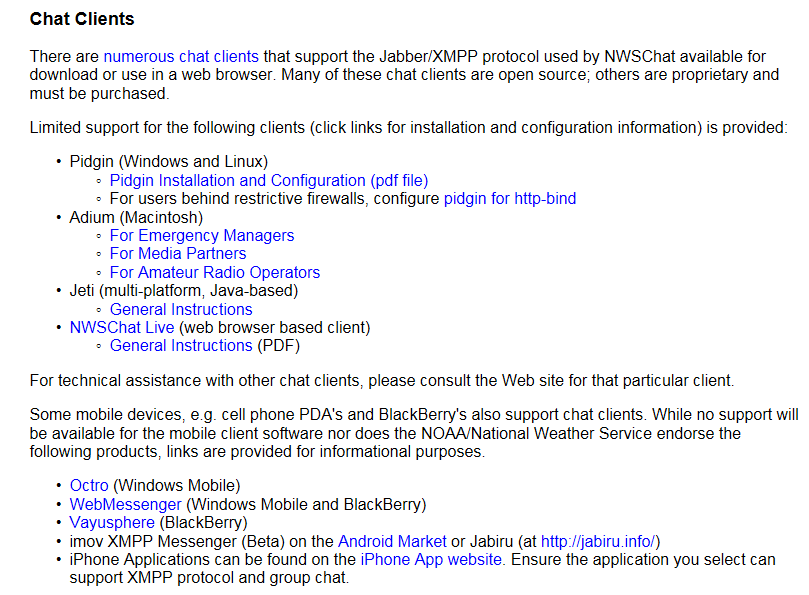 Chat Clients
There are numerous chat clients that support the Jabber/XMPP protocol used by NWSChat available for
download or use in a web browser. Many of these chat clients are open source; others are proprietary and
must be purchased.
Limited support for the following clients (click links for installation and configuration information) is provided:
• Pidgin (Windows and Linux)
◦ Pidgin Installation and Configuration (pdf file)
◦ For users behind restrictive firewalls, configure pidgin for http-bind
• Adium (Macintosh)
◦ For Emergency Managers
◦ For Media Partners
◦ For Amateur Radio Operators
• Jeti (multi-platform, Java-based)
◦ General Instructions
• NWSChat Live (web browser based client)
◦ General Instructions (PDF)
For technical assistance with other chat clients, please consult the Web site for that particular client.
Some mobile devices, e.g. cell phone PDA's and BlackBerry's also support chat clients. While no support will
be available for the mobile client software nor does the NOAA/National Weather Service endorse the
following products, links are provided for informational purposes.
• Octro (Windows Mobile)
• WebMessenger (Windows Mobile and BlackBerry)
• Vayusphere (BlackBerry)
• imov XMPP Messenger (Beta) on the Android Market or Jabiru (at http://jabiru.info/)
• iPhone Applications can be found on the iPhone App website. Ensure the application you select can
support XMPP protocol and group chat.